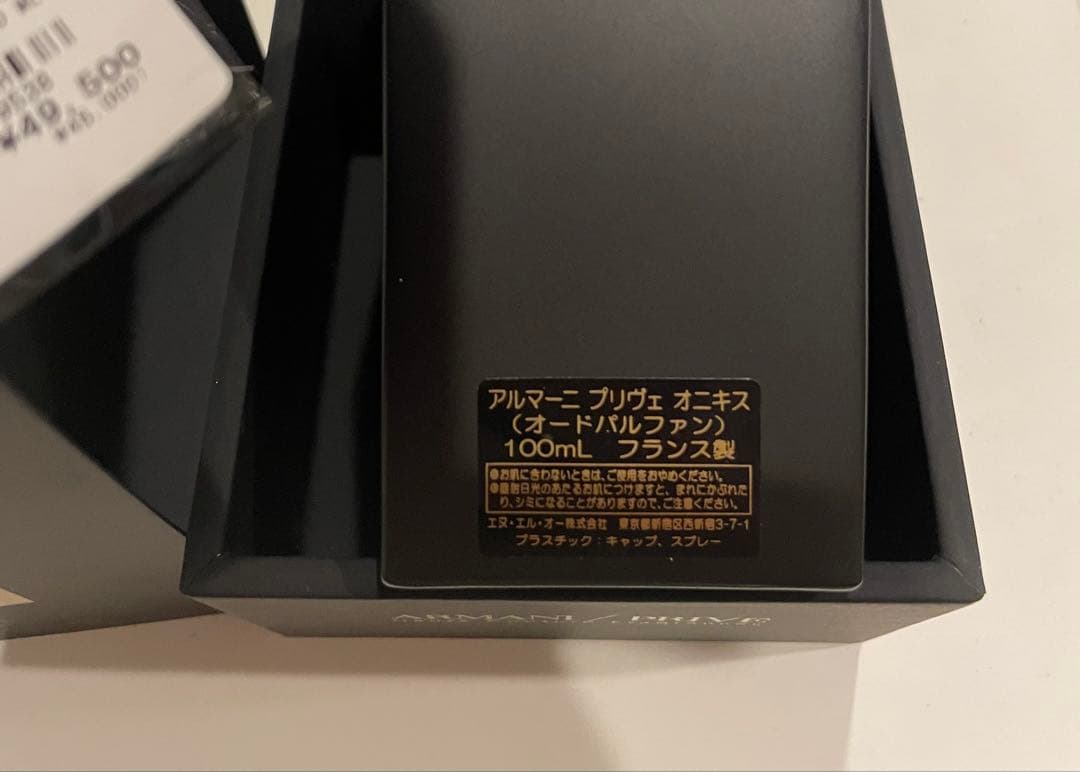 ¥49,500
アルマーニ プリヴェ オニキス
(オードパルファン)
100mL フランス製
●お肌に合わないときは、ご使用をおやめください。
●直射日光のあたるお肌につけますと、まれにかぶれた
り、シミになることがありますので、ご注意ください。
エヌ・エル・オー株式会社 東京都新宿区西新宿3-7-1
プラスチック:キャップ、スプレー
ARMANI / PRIVÉ